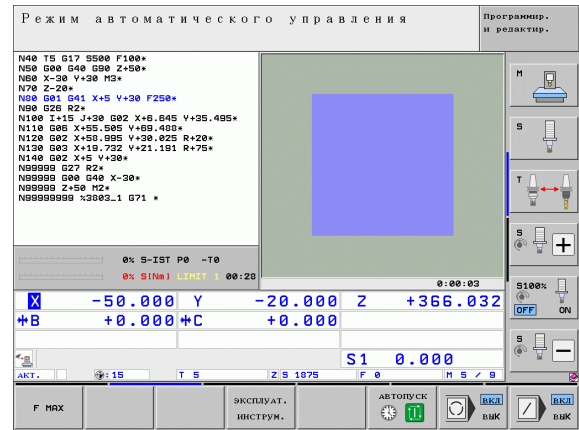 Режим автоматического управления
Программир.
и редактир.
N40 T5 G17 S500 F100*
N50 G00 G40 G90 Z+50*
N60 X-30 Y+30 M3*
N70 Z-20*
N80 G01 G41 X+5 Y+30 F250*
N90 G26 R2*
N100 I+15 J+30 G02 X+6.645 Y+35.495*
N110 G06 X+55.505 Y+69.488*
N120 G02 X+58.995 Y+30.025 R+20*
N130 G03 X+19.732 Y+21.191 R+75*
N140 G02 X+5 Y+30*
N99999 G27 R2*
N99999 G00 G40 X-30*
N99999 Z+50 M2*
N99999999 %3803_1 G71 *
0% S-IST P0 -T0
0% S[Nm] LIMIT 1 00:28
0:00:03
X -50.000 Y -20.000 Z +366.032
B +0.000 C +0.000
S1 0.000
АКТ. :15 T 5 Z S 1875 F 0 M 5 / 9
M
S
T
S
+
S100%
OFF ON
S
–
F MAX
ЭКСПЛУАТ.
ИНСТРУМ.
АВТОПУСК
ВКЛ
ВЫК
ВКЛ
ВЫК